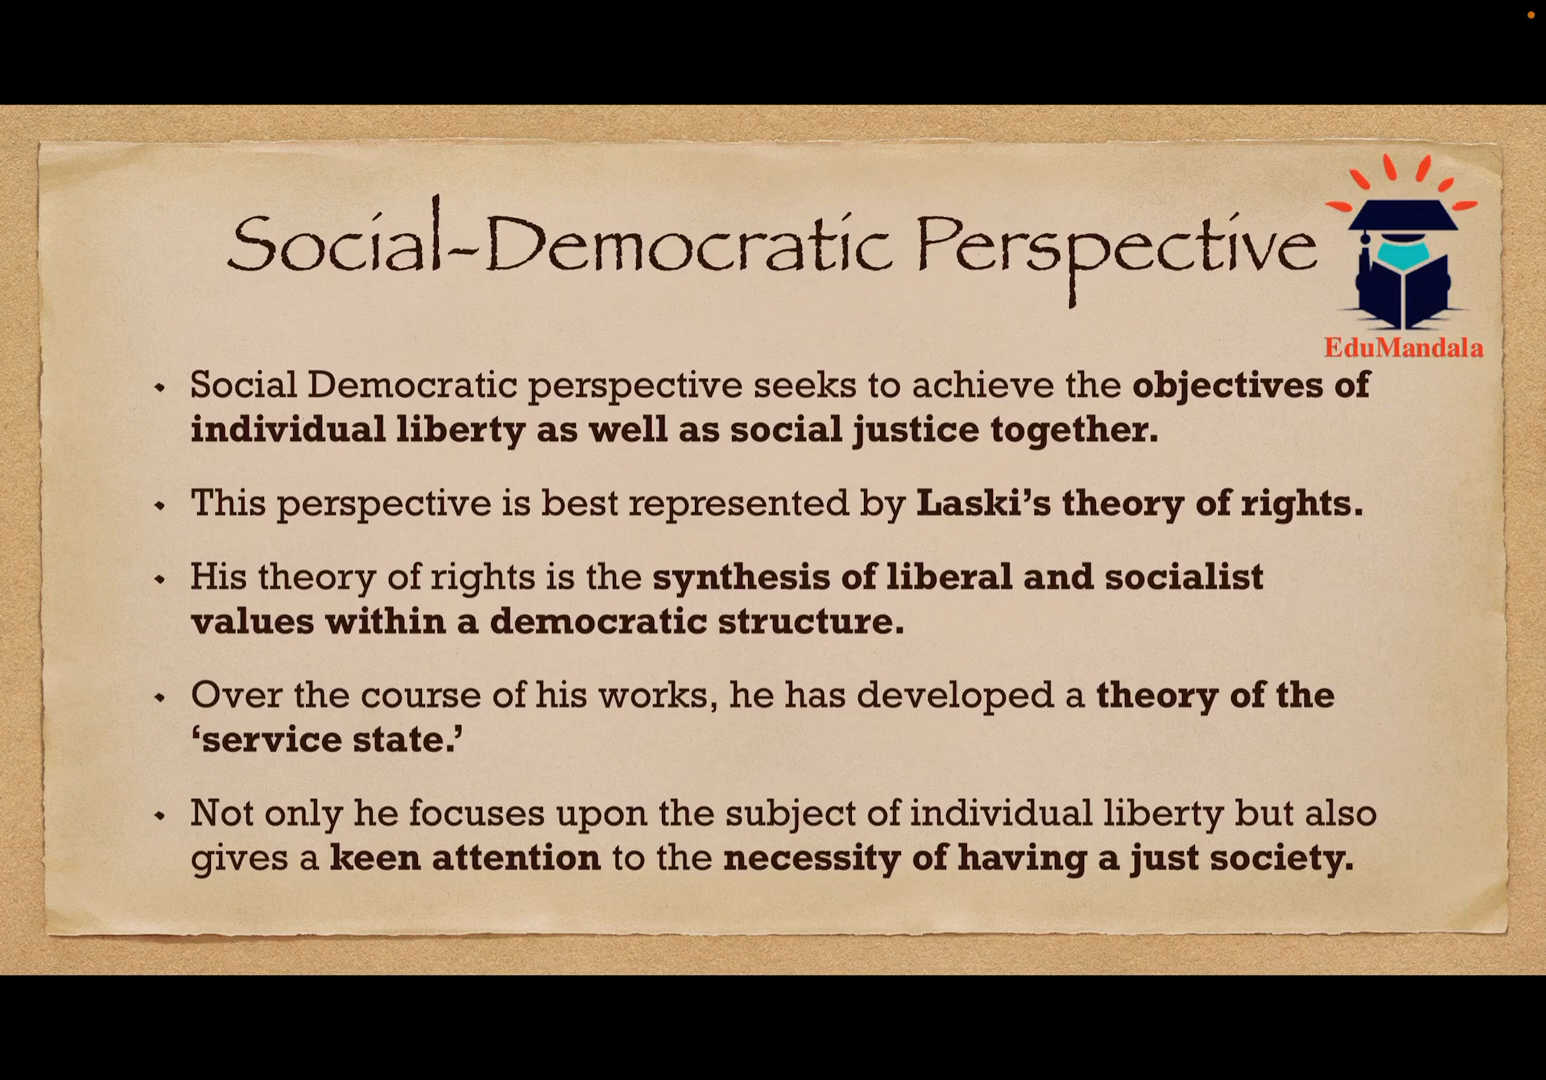 Social-Democratic Perspective
EduMandala
• Social Democratic perspective seeks to achieve the objectives of
individual liberty as well as social justice together.
• This perspective is best represented by Laski’s theory of rights.
• His theory of rights is the synthesis of liberal and socialist
values within a democratic structure.
• Over the course of his works, he has developed a theory of the
‘service state.’
• Not only he focuses upon the subject of individual liberty but also
gives a keen attention to the necessity of having a just society.